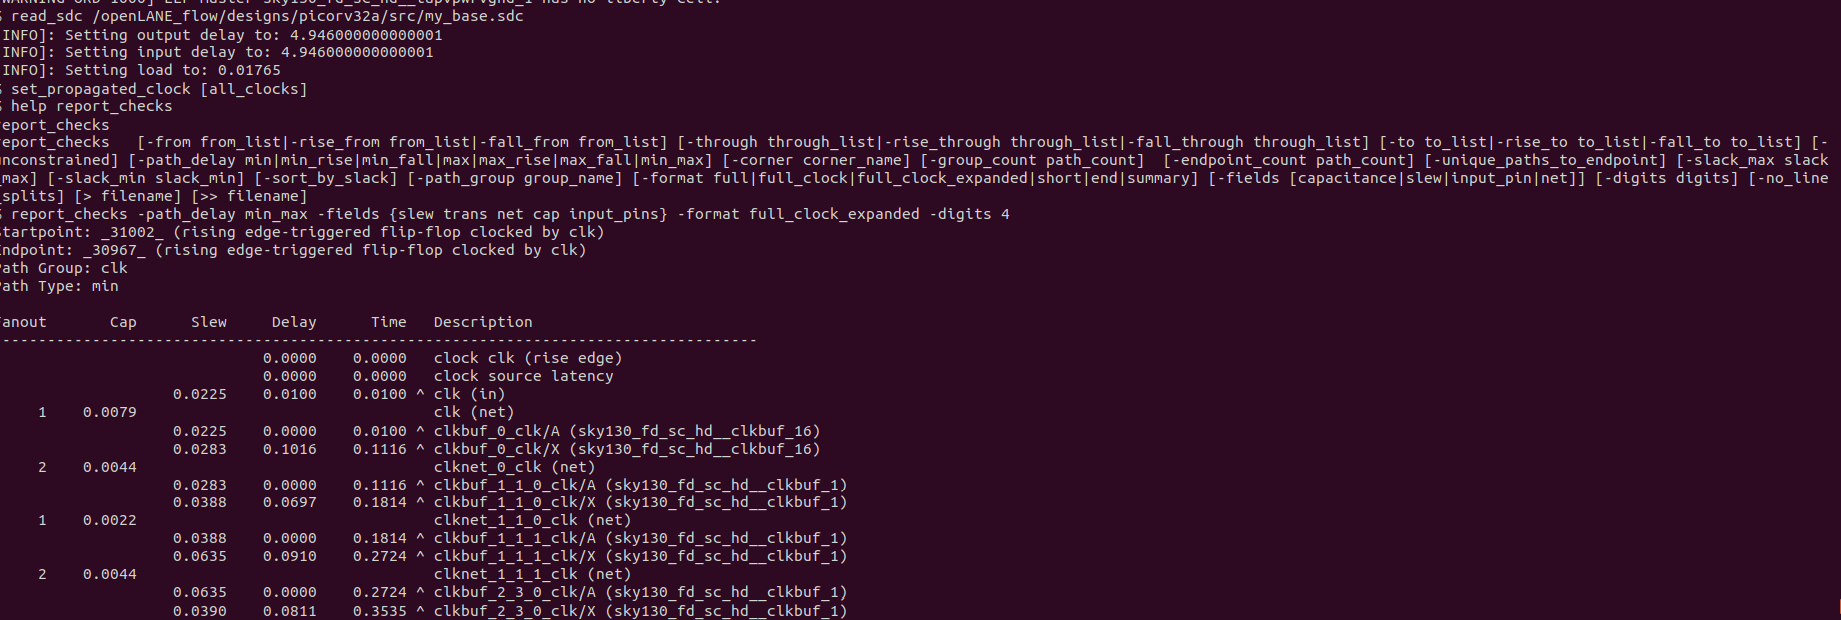 read_sdc /openLANE_flow/designs/picorv32a/src/my_base.sdc
INFO]: Setting output delay to: 4.946000000000001
INFO]: Setting input delay to: 4.946000000000001
INFO]: Setting load to: 0.01765
set_propagated_clock [all_clocks]
help report_checks
eport_checks
eport_checks   [-from from_list|-rise_from from_list|-fall_from from_list] [-through through_list|-rise_through through_list|-fall_through through_list] [-to to_list|-rise_to to_list|-fall_to to_list] [-
unconstrained] [-path_delay min|min_rise|min_fall|max|max_rise|max_fall|min_max] [-corner corner_name] [-group_count path_count]  [-endpoint_count path_count] [-unique_paths_to_endpoint] [-slack_max slack
_max] [-slack_min slack_min] [-sort_by_slack] [-path_group group_name] [-format full|full_clock|full_clock_expanded|short|end|summary] [-fields [capacitance|slew|input_pin|net]] [-digits digits] [-no_line
_splits] [> filename] [>> filename]
report_checks -path_delay min_max -fields {slew trans net cap input_pins} -format full_clock_expanded -digits 4
Startpoint: _31002_ (rising edge-triggered flip-flop clocked by clk)
Endpoint: _30967_ (rising edge-triggered flip-flop clocked by clk)
Path Group: clk
Path Type: min
Fanout       Cap      Slew     Delay      Time   Description
-------------------------------------------------------------------------------------
0.0000    0.0000   clock clk (rise edge)
0.0000    0.0000   clock source latency
0.0225    0.0100    0.0100 ^ clk (in)
1    0.0079   clk (net)
0.0225    0.0000    0.0100 ^ clkbuf_0_clk/A (sky130_fd_sc_hd__clkbuf_16)
0.0283    0.1016    0.1116 ^ clkbuf_0_clk/X (sky130_fd_sc_hd__clkbuf_16)
2    0.0044   clknet_0_clk (net)
0.0283    0.0000    0.1116 ^ clkbuf_1_1_0_clk/A (sky130_fd_sc_hd__clkbuf_1)
0.0388    0.0697    0.1814 ^ clkbuf_1_1_0_clk/X (sky130_fd_sc_hd__clkbuf_1)
1    0.0022   clknet_1_1_0_clk (net)
0.0388    0.0000    0.1814 ^ clkbuf_1_1_1_clk/A (sky130_fd_sc_hd__clkbuf_1)
0.0635    0.0910    0.2724 ^ clkbuf_1_1_1_clk/X (sky130_fd_sc_hd__clkbuf_1)
2    0.0044   clknet_1_1_1_clk (net)
0.0635    0.0000    0.2724 ^ clkbuf_2_3_0_clk/A (sky130_fd_sc_hd__clkbuf_1)
0.0390    0.0811    0.3535 ^ clkbuf_2_3_0_clk/X (sky130_fd_sc_hd__clkbuf_1)